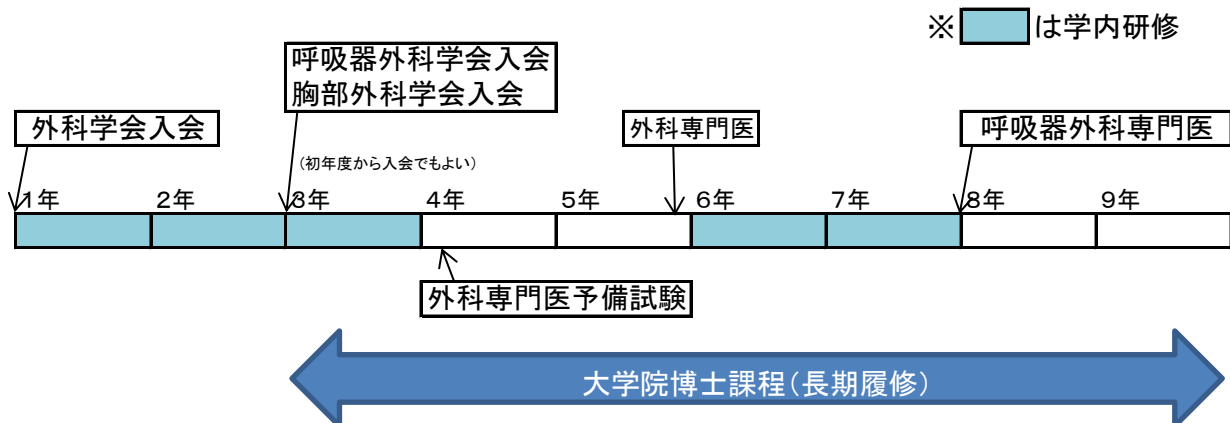 ※ は学内研修
呼吸器外科学会入会
胸部外科学会入会
外科学会入会
外科専門医
呼吸器外科専門医
(初年度から入会でもよい)
1年 2年 3年 4年 5年 6年 7年 8年 9年
外科専門医予備試験
大学院博士課程(長期履修)